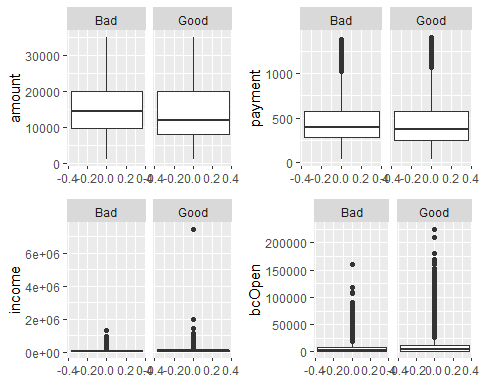 Bad Good
amount
30000
20000
10000
0
-0.4-0.20.0 0.2 0.4-0.4-0.20.0 0.2 0.4
Bad Good
payment
1000
500
0
-0.4-0.20.0 0.2 0.4-0.4-0.20.0 0.2 0.4
Bad Good
income
6e+06
4e+06
2e+06
0e+00
-0.4-0.20.0 0.2 0.4-0.4-0.20.0 0.2 0.4
Bad Good
bcOpen
200000
150000
100000
50000
0
-0.4-0.20.0 0.2 0.4-0.4-0.20.0 0.2 0.4